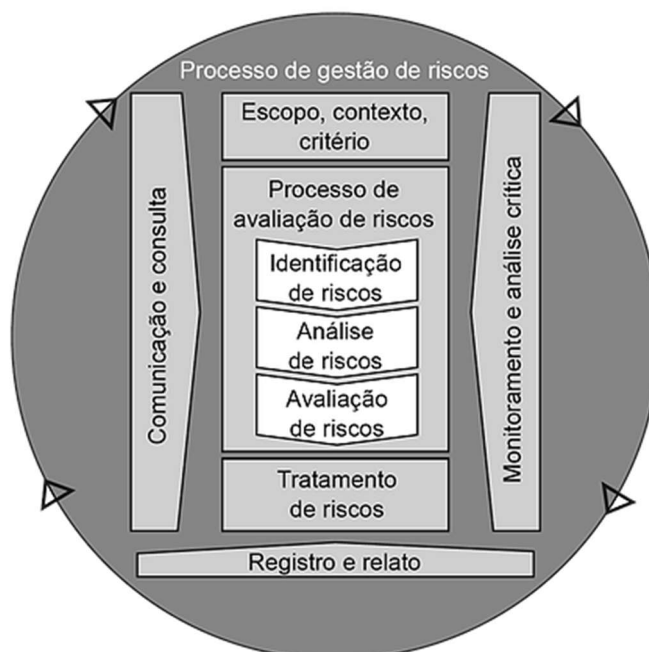 Processo de gestão de riscos
Escopo, contexto,
critério
Processo de
avaliação de riscos
Identificação
de riscos
Análise
de riscos
Avaliação
de riscos
Tratamento
de riscos
Comunicação e consulta
Monitoramento e análise crítica
Registro e relato